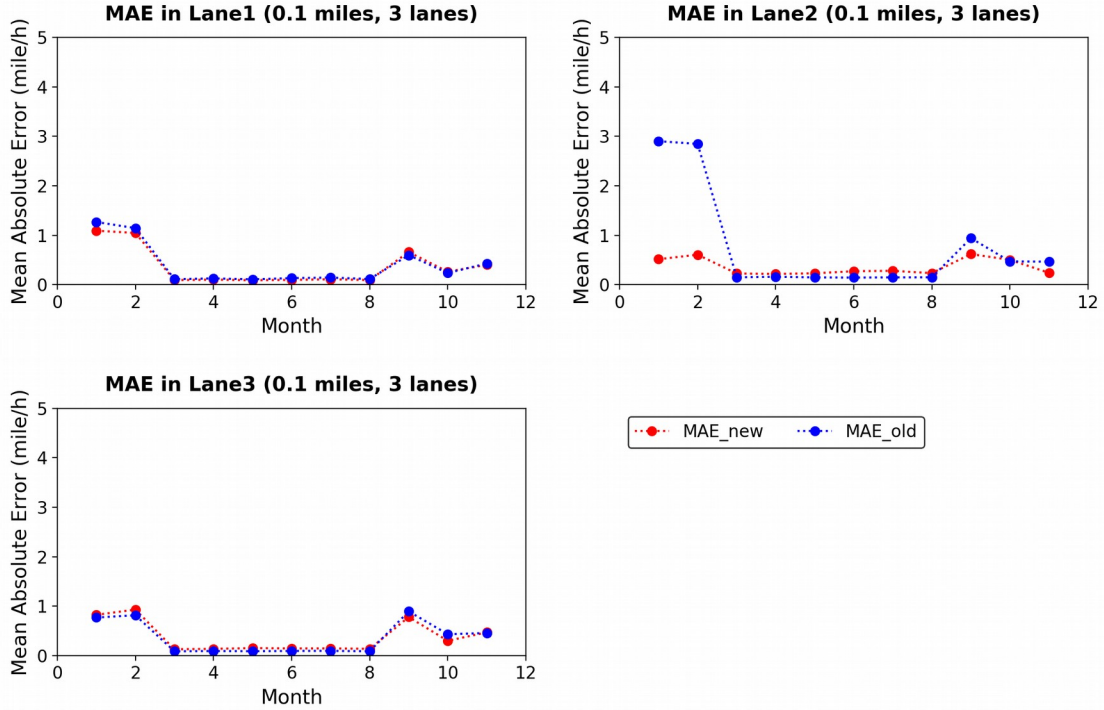 MAE in Lane1 (0.1 miles, 3 lanes)
Mean Absolute Error (mile/h)
5
4
3
2
1
0
0 2 4 6 8 10 12
Month
MAE in Lane2 (0.1 miles, 3 lanes)
Mean Absolute Error (mile/h)
5
4
3
2
1
0
0 2 4 6 8 10 12
Month
MAE in Lane3 (0.1 miles, 3 lanes)
Mean Absolute Error (mile/h)
5
4
3
2
1
0
0 2 4 6 8 10 12
Month
MAE_new MAE_old